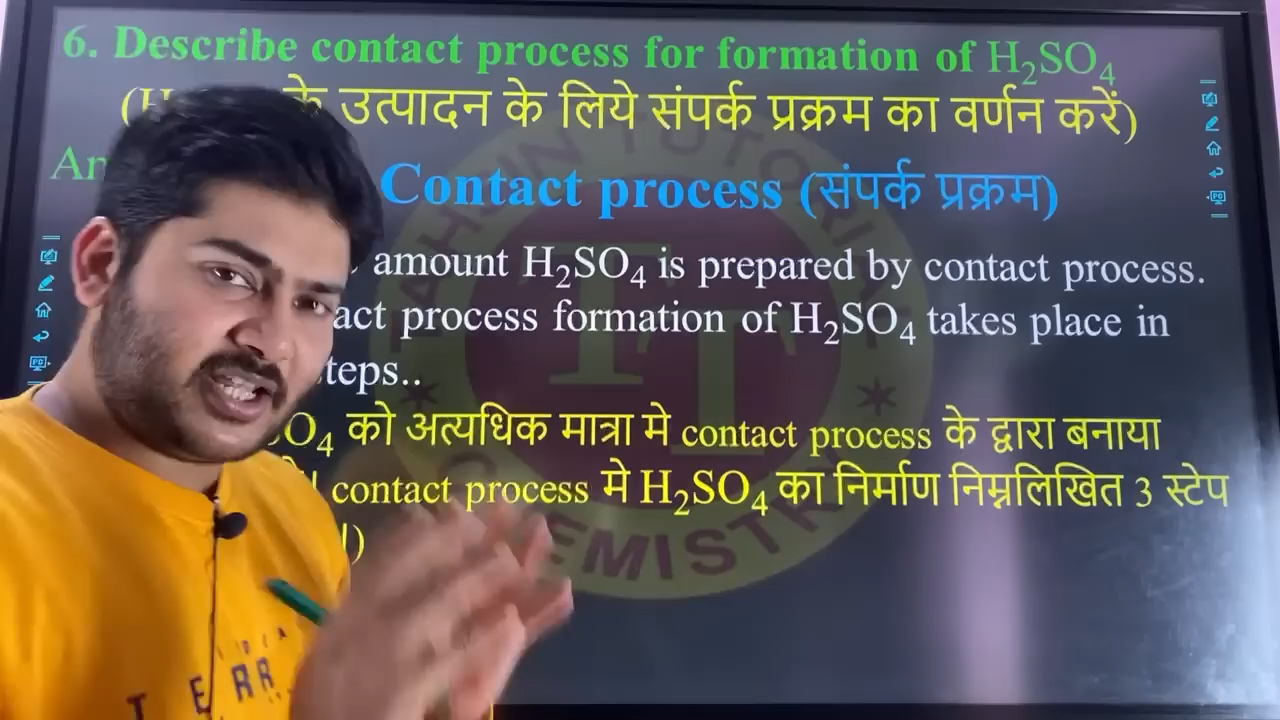 6. Describe contact process for formation of H₂SO₄
के उत्पादन के लिये संपर्क प्रक्रम का वर्णन करें)
Contact process (संपर्क प्रक्रम)
amount H₂SO₄ is prepared by contact process.
process formation of H₂SO₄ takes place in
को अत्यधिक मात्रा मे contact process के द्वारा बनाया
contact process मे H₂SO₄ का निर्माण निम्नलिखित 3 स्टेप
TUTORIAL
TT